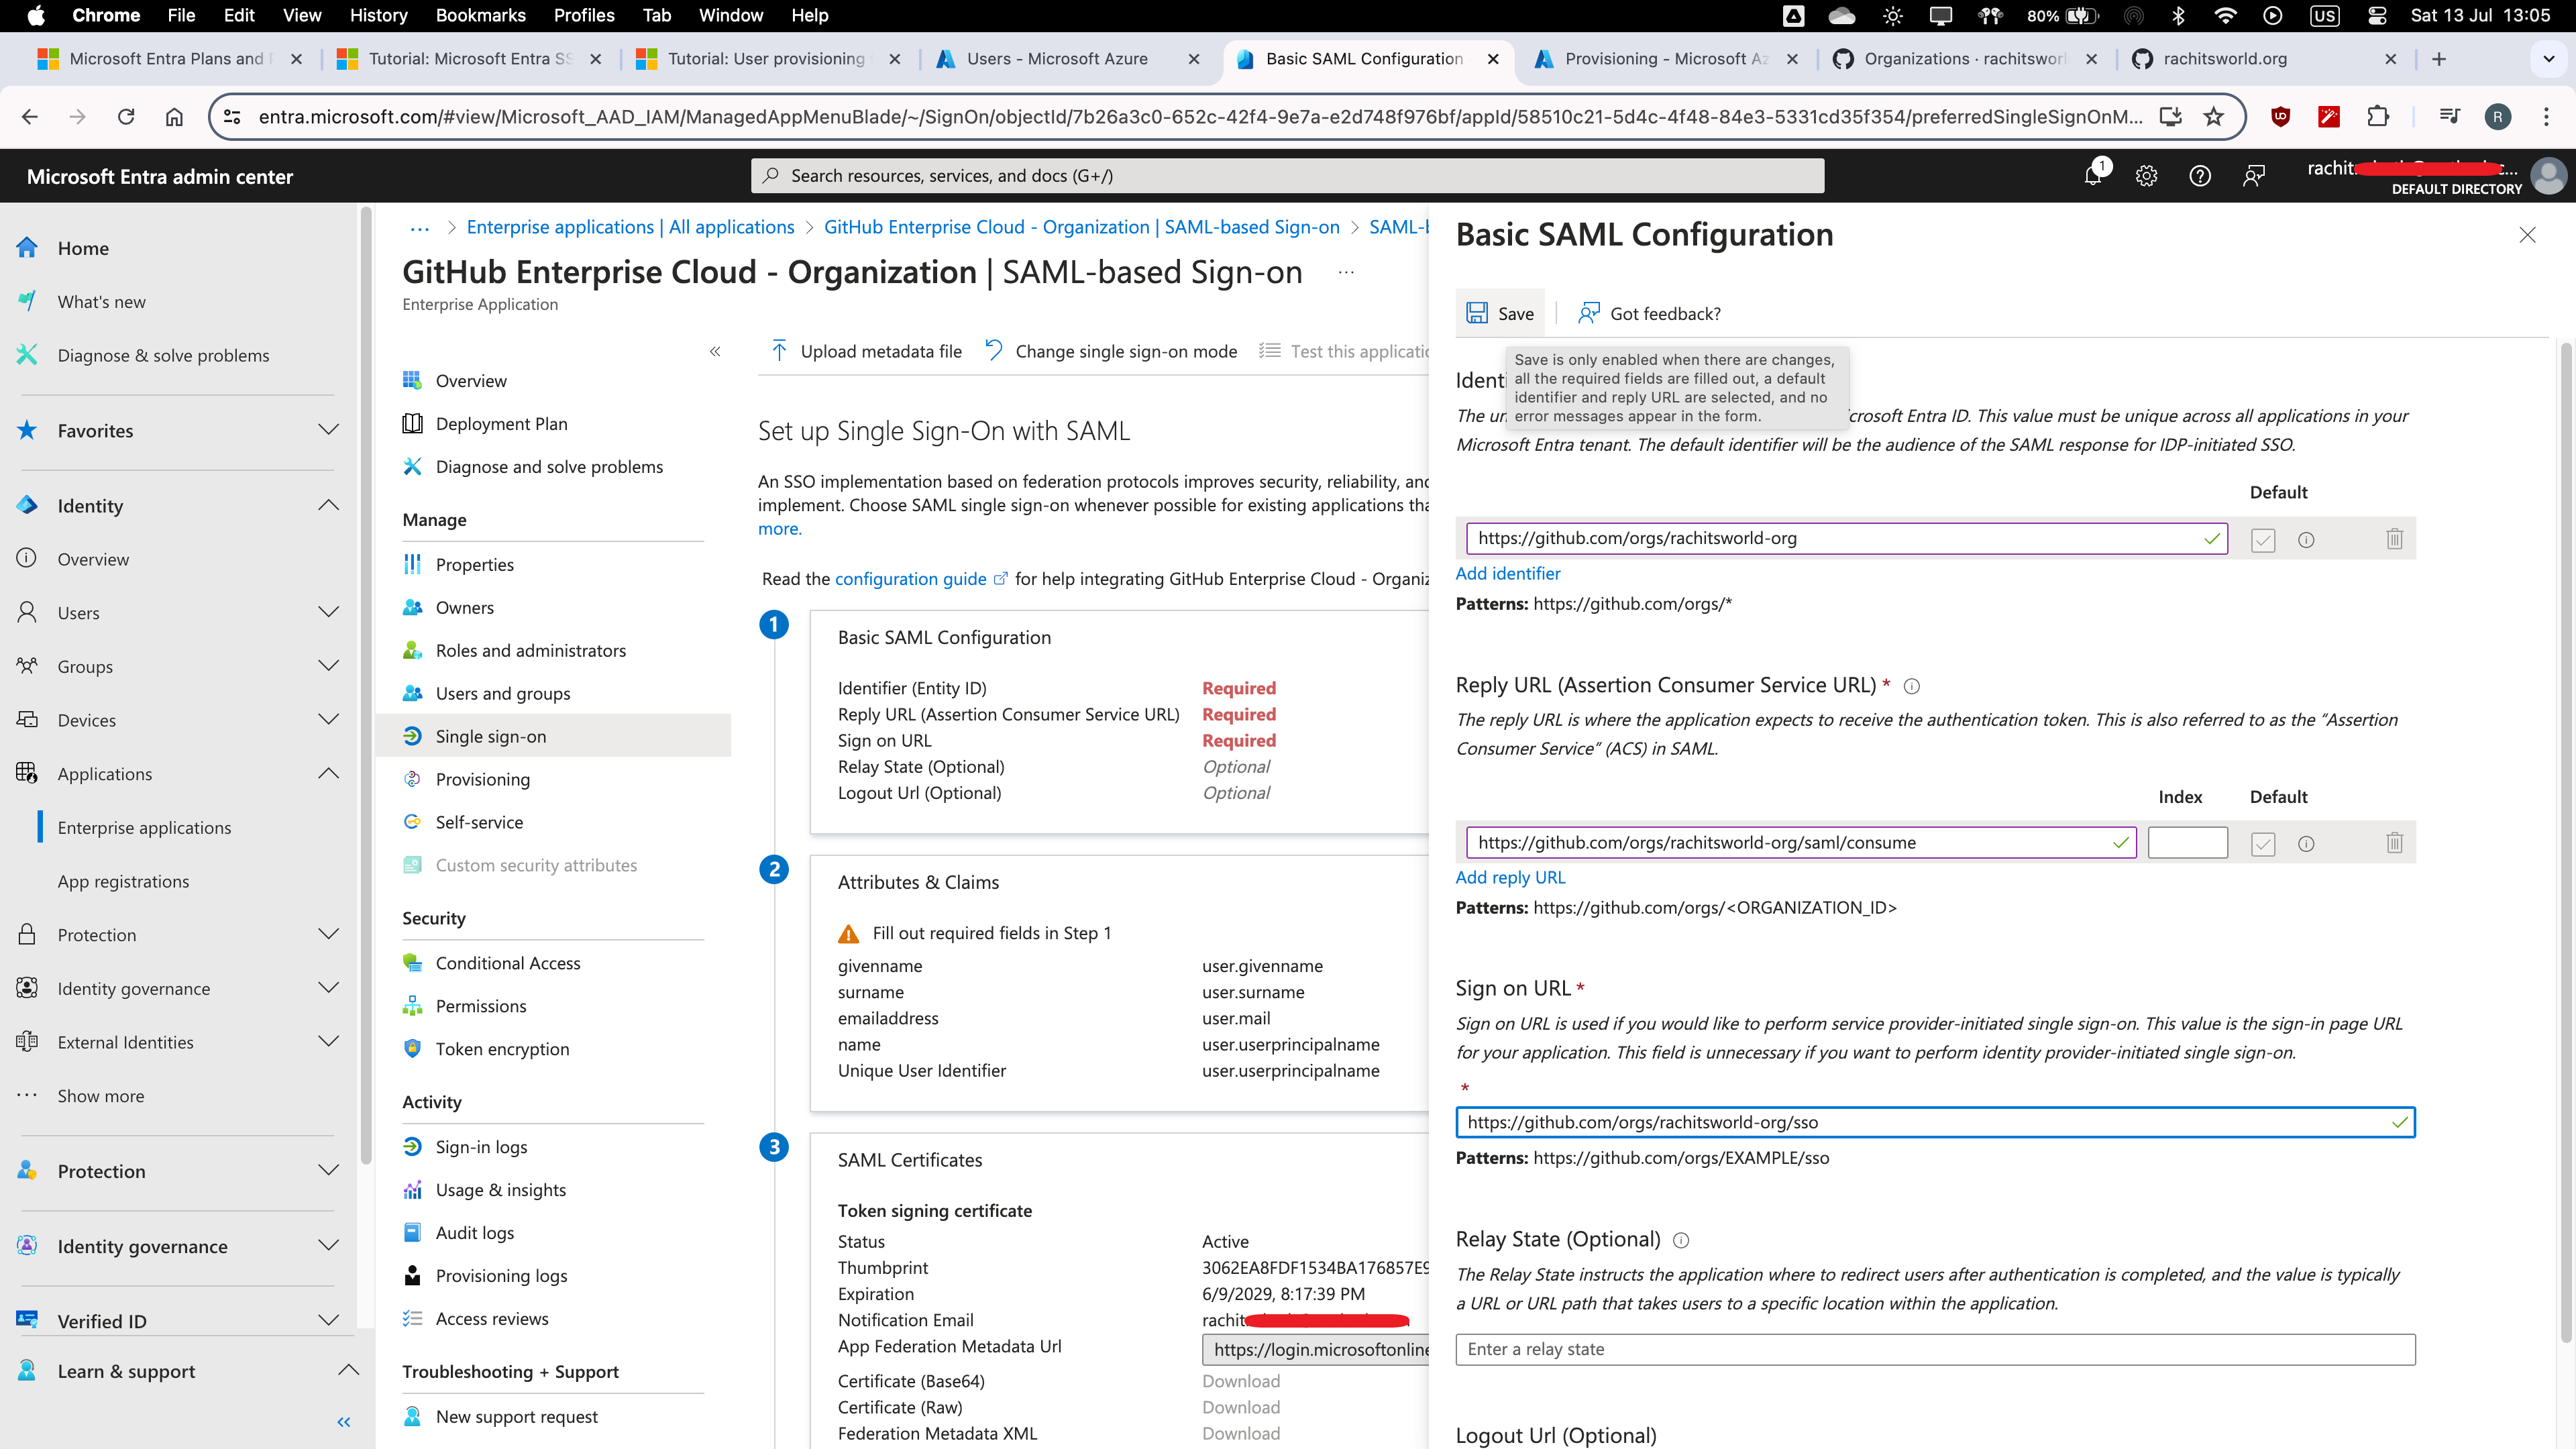 Chrome File Edit View History Bookmarks Profiles Tab Window Help 80% US Sat 13 Jul 13:05
Microsoft Entra Plans and Tutorial: Microsoft Entra SS Tutorial: User provisioning Users - Microsoft Azure Basic SAML Configuration Provisioning - Microsoft Az Organizations · rachitsworl rachitsworld.org
entra.microsoft.com/#view/Microsoft_AAD_IAM/ManagedAppMenuBlade/~/SignOn/objectId/7b26a3c0-652c-42f4-9e7a-e2d748f976bf/appId/58510c21-5d4c-4f48-84e3-5331cd35f354/preferredSingleSignOnM... R
Microsoft Entra admin center
Search resources, services, and docs (G+/)
1
rachit
DEFAULT DIRECTORY
Home
What's new
Diagnose & solve problems
Favorites
Identity
Overview
Users
Groups
Devices
Applications
Enterprise applications
App registrations
Protection
Identity governance
External Identities
Show more
Protection
Identity governance
Verified ID
Learn & support
… > Enterprise applications | All applications > GitHub Enterprise Cloud - Organization | SAML-based Sign-on > SAML-b
GitHub Enterprise Cloud - Organization | SAML-based Sign-on …
Enterprise Application
Overview
Deployment Plan
Diagnose and solve problems
Manage
Properties
Owners
Roles and administrators
Users and groups
Single sign-on
Provisioning
Self-service
Custom security attributes
Security
Conditional Access
Permissions
Token encryption
Activity
Sign-in logs
Usage & insights
Audit logs
Provisioning logs
Access reviews
Troubleshooting + Support
New support request
Upload metadata file Change single sign-on mode Test this applicatio
Set up Single Sign-On with SAML
An SSO implementation based on federation protocols improves security, reliability, and
implement. Choose SAML single sign-on whenever possible for existing applications tha
more.
Read the configuration guide for help integrating GitHub Enterprise Cloud - Organiz
1
Basic SAML Configuration
Identifier (Entity ID) Required
Reply URL (Assertion Consumer Service URL) Required
Sign on URL Required
Relay State (Optional) Optional
Logout Url (Optional) Optional
2
Attributes & Claims
Fill out required fields in Step 1
givenname user.givenname
surname user.surname
emailaddress user.mail
name user.userprincipalname
Unique User Identifier user.userprincipalname
3
SAML Certificates
Token signing certificate
Status Active
Thumbprint 3062EA8FDF1534BA176857E9
Expiration 6/9/2029, 8:17:39 PM
Notification Email rachit
App Federation Metadata Url https://login.microsoftonline
Certificate (Base64) Download
Certificate (Raw) Download
Federation Metadata XML Download
Basic SAML Configuration
Save Got feedback?
Save is only enabled when there are changes,
all the required fields are filled out, a default
identifier and reply URL are selected, and no
error messages appear in the form.
Identi
The un crosoft Entra ID. This value must be unique across all applications in your
Microsoft Entra tenant. The default identifier will be the audience of the SAML response for IDP-initiated SSO.
Default
https://github.com/orgs/rachitsworld-org
Add identifier
Patterns: https://github.com/orgs/*
Reply URL (Assertion Consumer Service URL) *
The reply URL is where the application expects to receive the authentication token. This is also referred to as the “Assertion
Consumer Service” (ACS) in SAML.
Index Default
https://github.com/orgs/rachitsworld-org/saml/consume
Add reply URL
Patterns: https://github.com/orgs/<ORGANIZATION_ID>
Sign on URL *
Sign on URL is used if you would like to perform service provider-initiated single sign-on. This value is the sign-in page URL
for your application. This field is unnecessary if you want to perform identity provider-initiated single sign-on.
*
https://github.com/orgs/rachitsworld-org/sso
Patterns: https://github.com/orgs/EXAMPLE/sso
Relay State (Optional)
The Relay State instructs the application where to redirect users after authentication is completed, and the value is typically
a URL or URL path that takes users to a specific location within the application.
Enter a relay state
Logout Url (Optional)